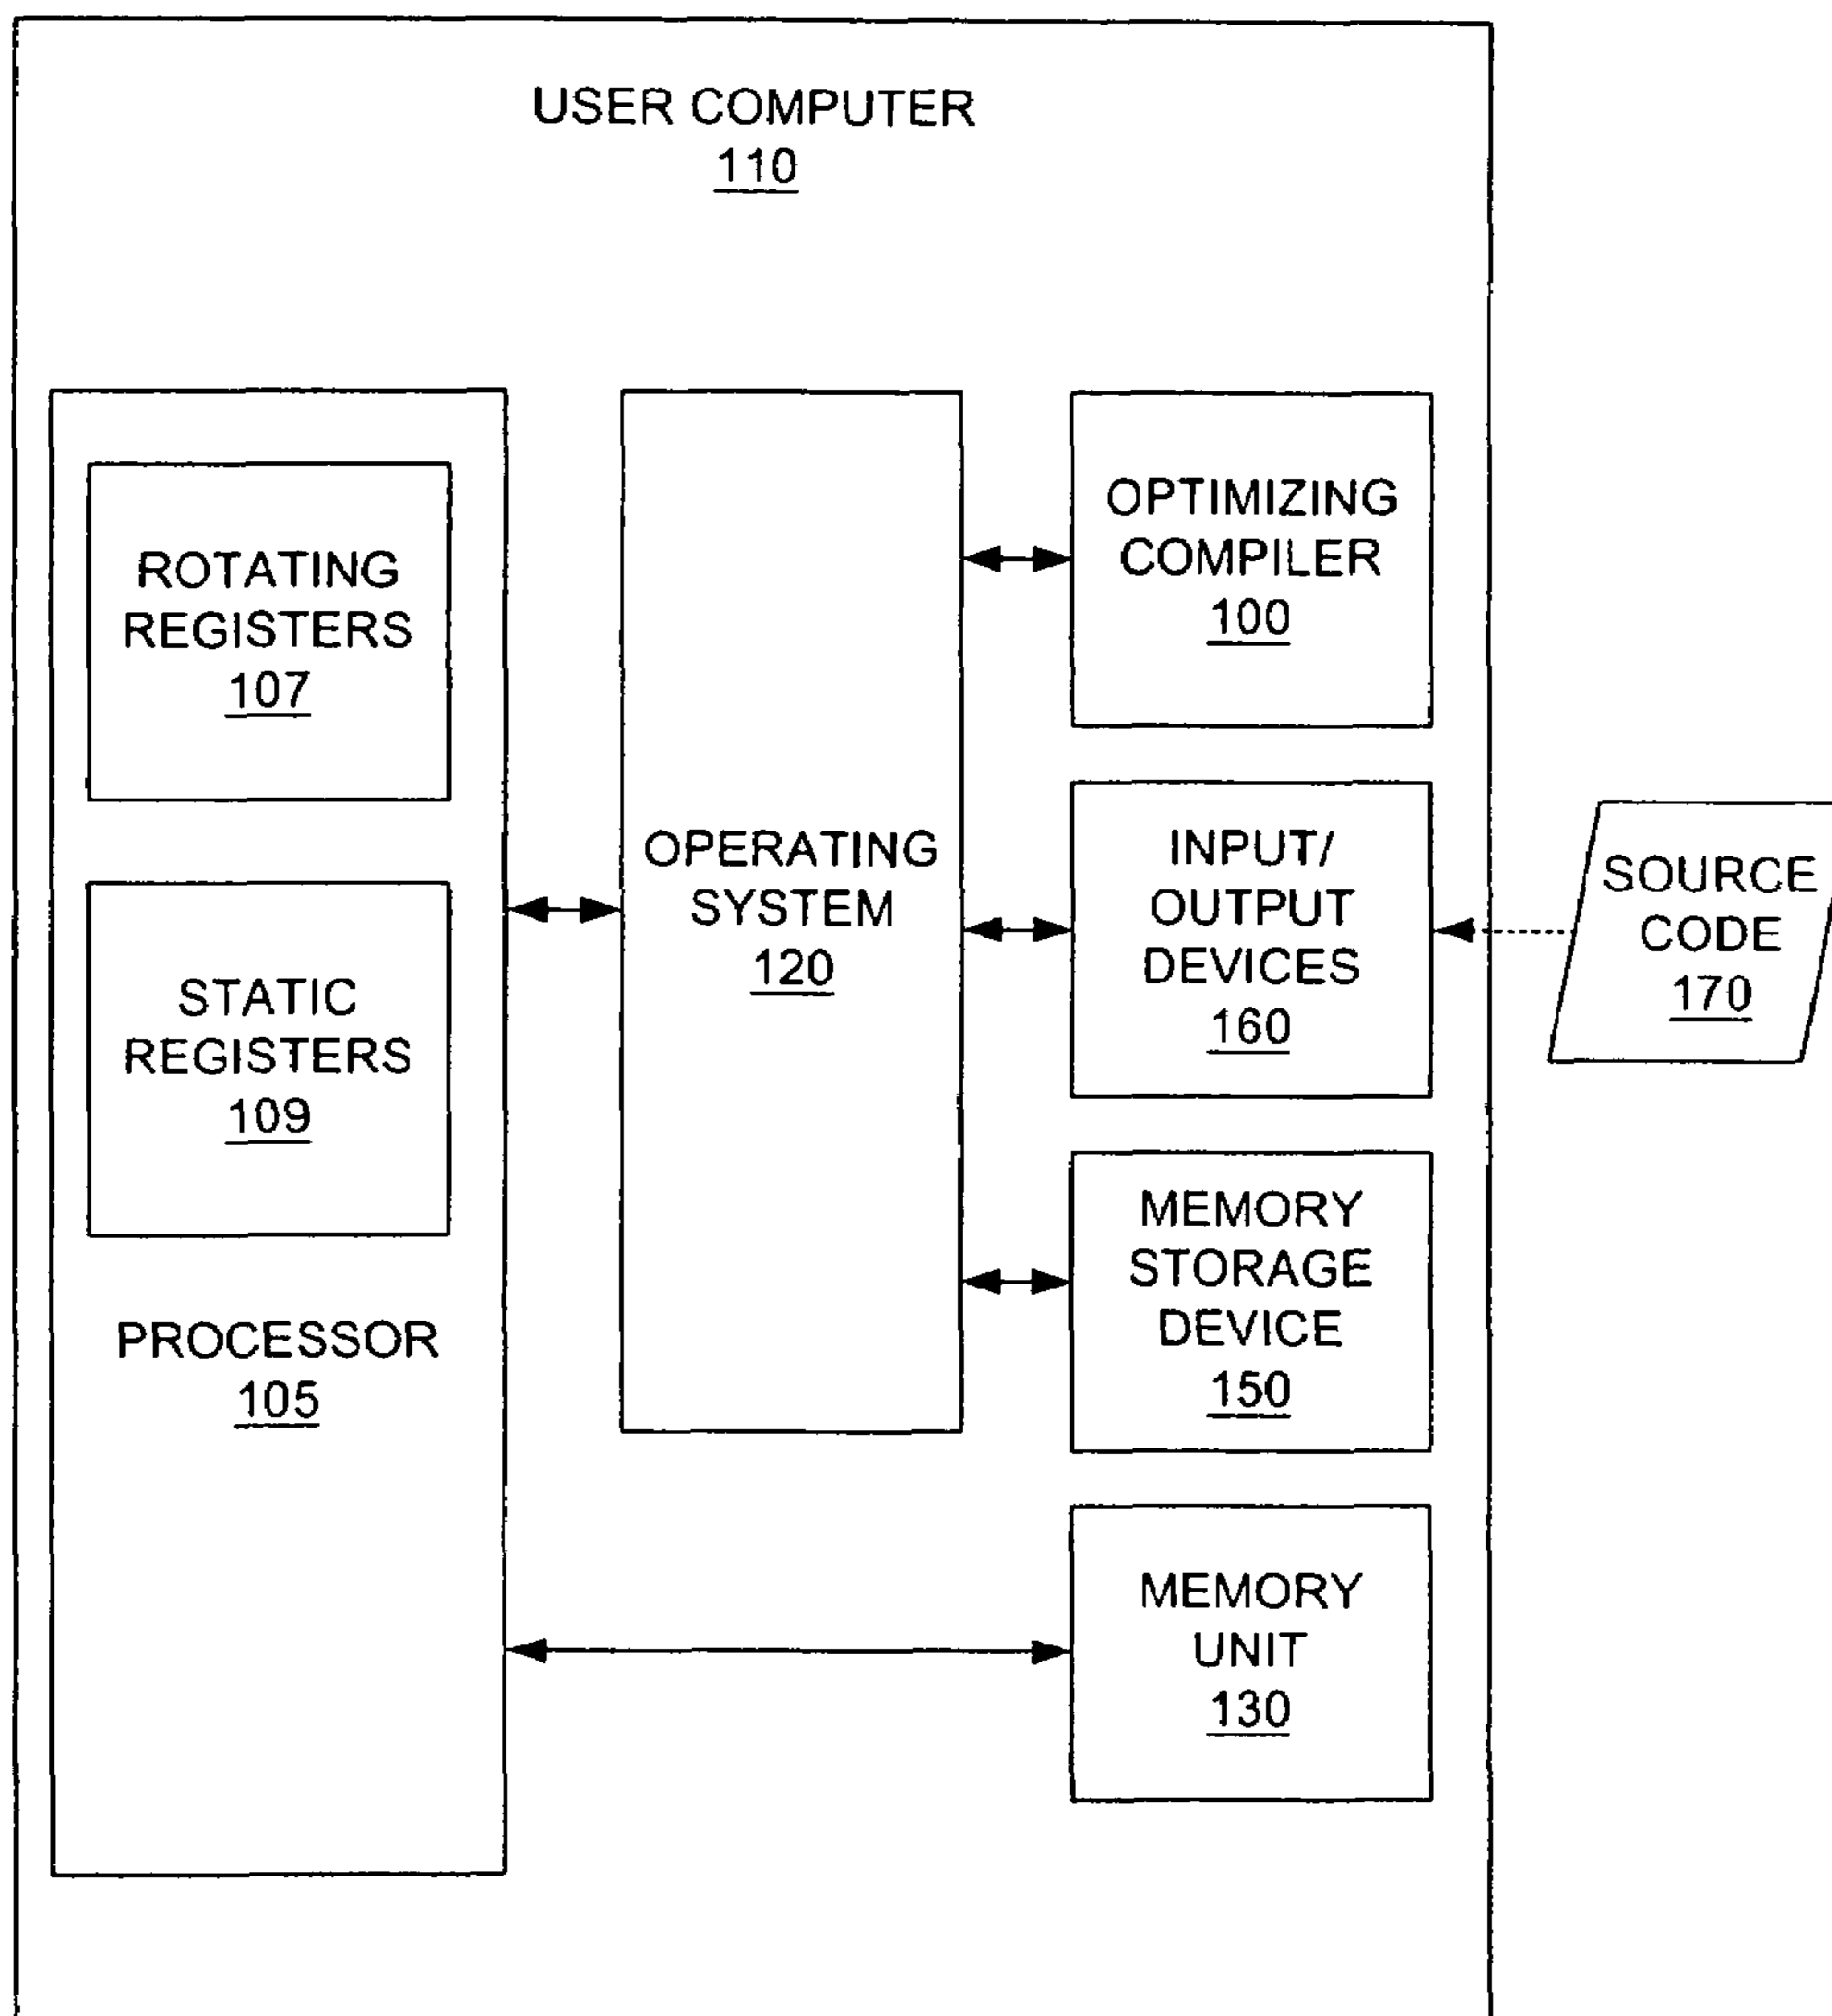 USER COMPUTER
110
ROTATING
REGISTERS
107
STATIC
REGISTERS
109
PROCESSOR
105
OPERATING
SYSTEM
120
OPTIMIZING
COMPILER
100
INPUT/
OUTPUT
DEVICES
160
MEMORY
STORAGE
DEVICE
150
MEMORY
UNIT
130
SOURCE
CODE
170